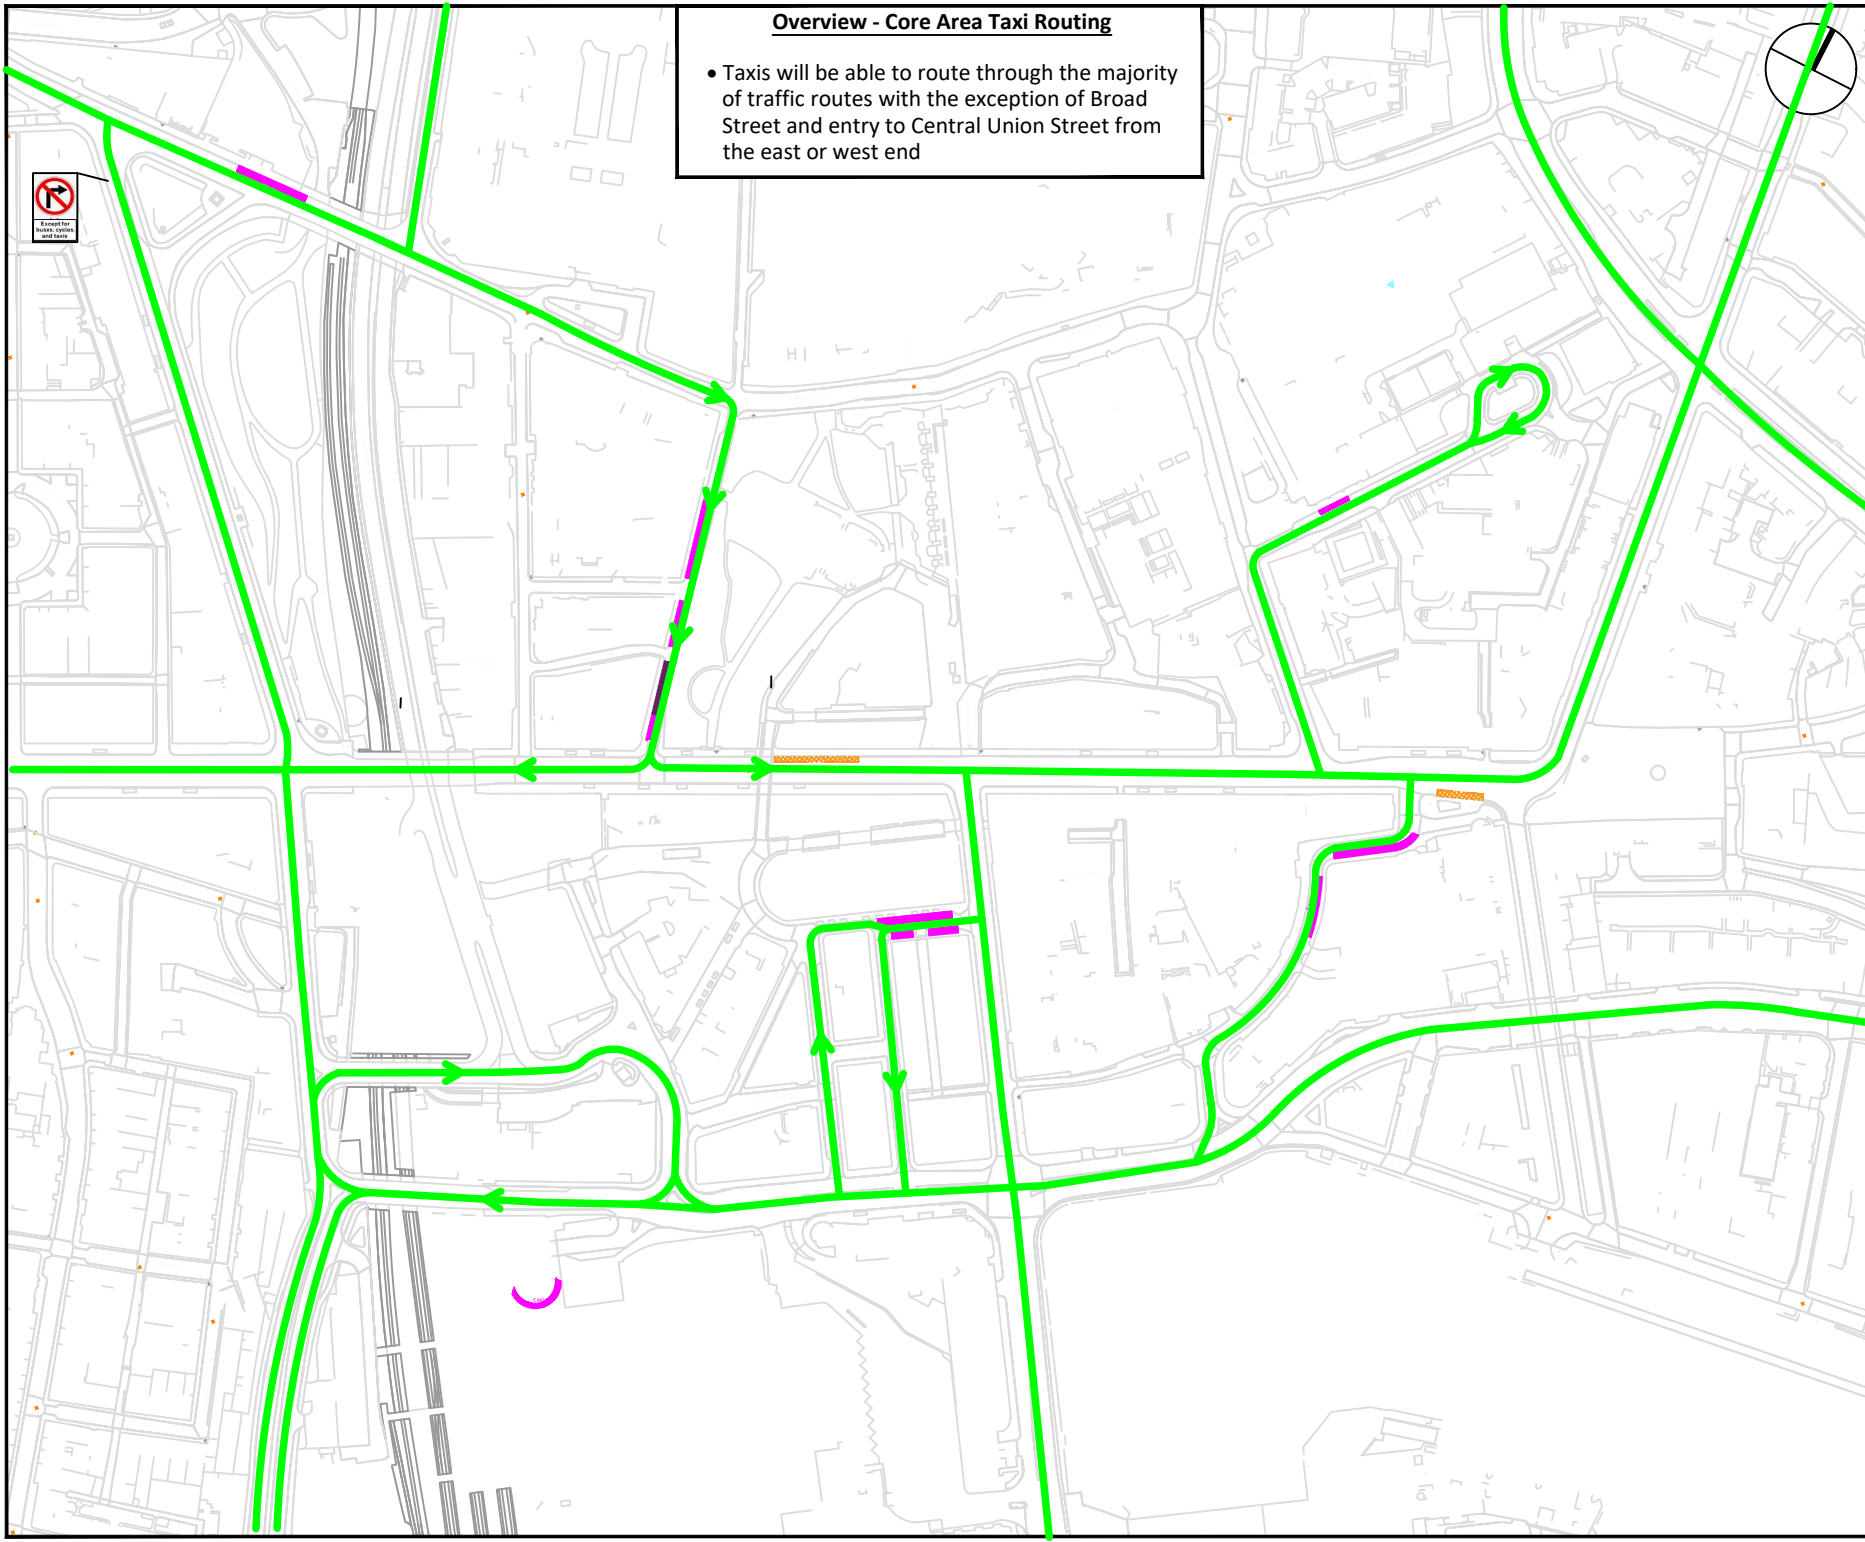 Overview - Core Area Taxi Routing
• Taxis will be able to route through the majority
of traffic routes with the exception of Broad
Street and entry to Central Union Street from
the east or west end
Except for
buses, cycles,
and taxis